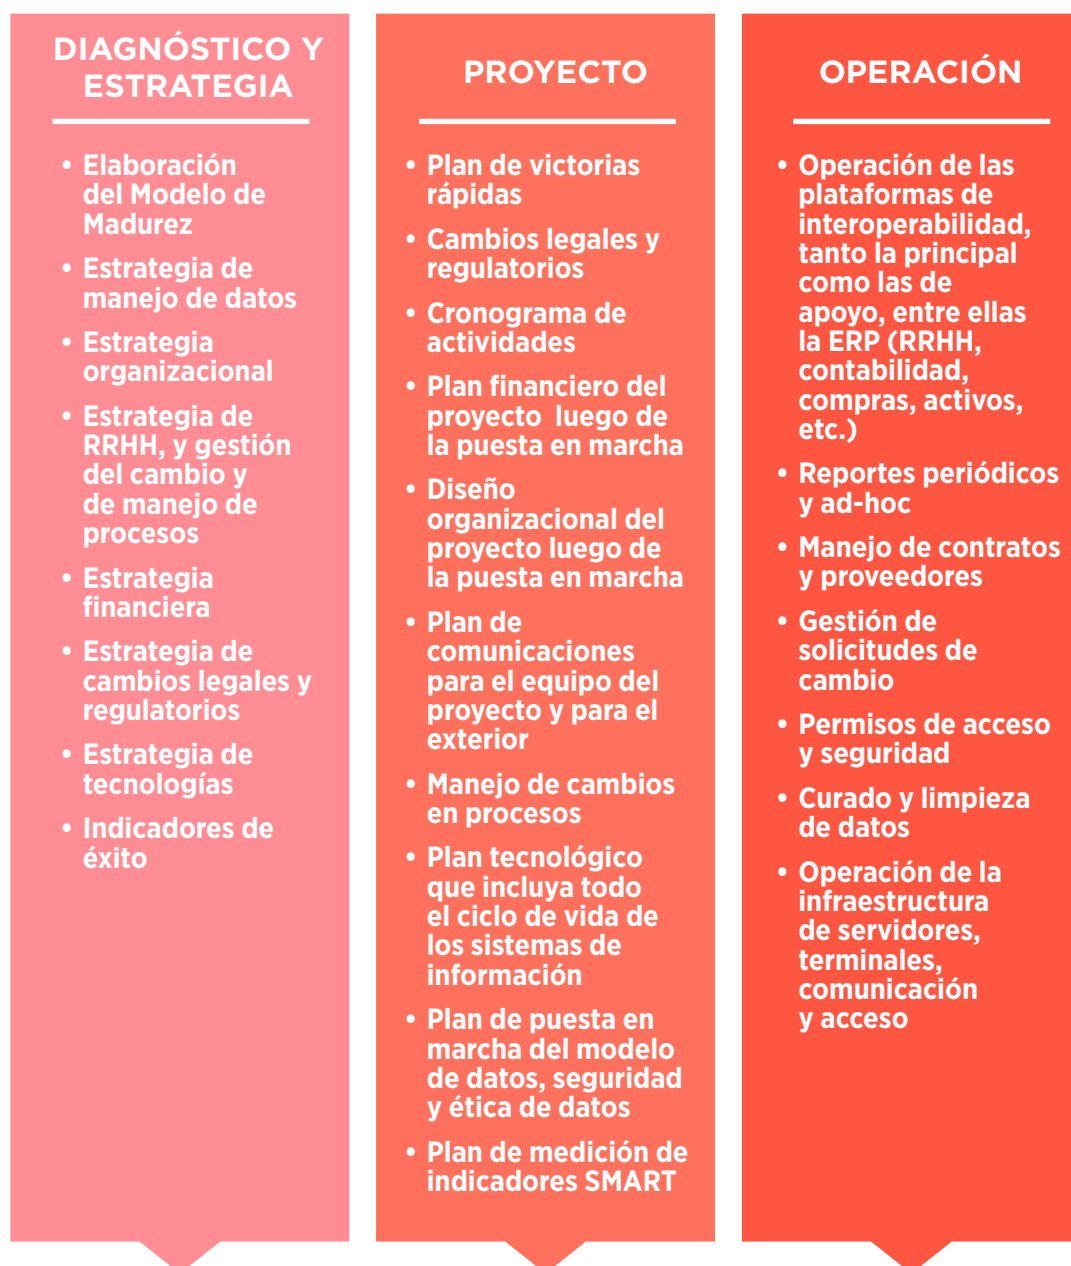 DIAGNÓSTICO Y
ESTRATEGIA
• Elaboración
del Modelo de
Madurez
• Estrategia de
manejo de datos
• Estrategia
organizacional
• Estrategia de
RRHH, y gestión
del cambio y
de manejo de
procesos
• Estrategia
financiera
• Estrategia de
cambios legales y
regulatorios
• Estrategia de
tecnologías
• Indicadores de
éxito
PROYECTO
• Plan de victorias
rápidas
• Cambios legales y
regulatorios
• Cronograma de
actividades
• Plan financiero del
proyecto luego de
la puesta en marcha
• Diseño
organizacional del
proyecto luego de
la puesta en marcha
• Plan de
comunicaciones
para el equipo del
proyecto y para el
exterior
• Manejo de cambios
en procesos
• Plan tecnológico
que incluya todo
el ciclo de vida de
los sistemas de
información
• Plan de puesta en
marcha del modelo
de datos, seguridad
y ética de datos
• Plan de medición de
indicadores SMART
OPERACIÓN
• Operación de las
plataformas de
interoperabilidad,
tanto la principal
como las de
apoyo, entre ellas
la ERP (RRHH,
contabilidad,
compras, activos,
etc.)
• Reportes periódicos
y ad-hoc
• Manejo de contratos
y proveedores
• Gestión de
solicitudes de
cambio
• Permisos de acceso
y seguridad
• Curado y limpieza
de datos
• Operación de la
infraestructura
de servidores,
terminales,
comunicación
y acceso